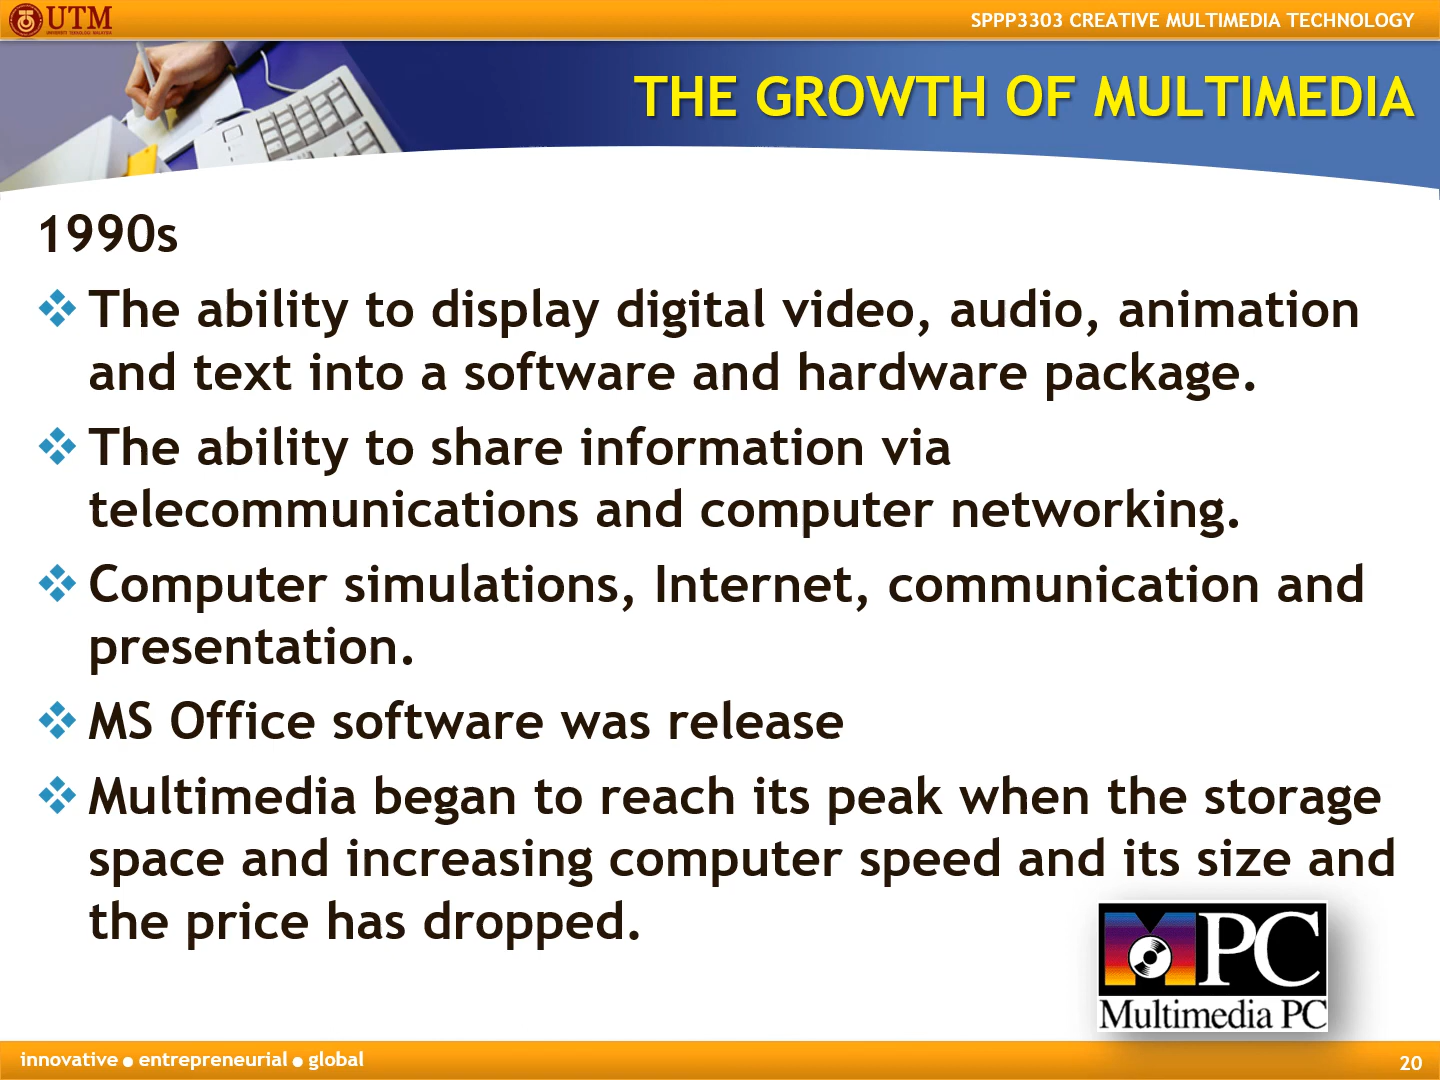 UTM
UNIVERSITI TEKNOLOGI MALAYSIA
SPPP3303 CREATIVE MULTIMEDIA TECHNOLOGY
THE GROWTH OF MULTIMEDIA
1990s
The ability to display digital video, audio, animation
and text into a software and hardware package.
The ability to share information via
telecommunications and computer networking.
Computer simulations, Internet, communication and
presentation.
MS Office software was release
Multimedia began to reach its peak when the storage
space and increasing computer speed and its size and
the price has dropped.
MPC
Multimedia PC
innovative ● entrepreneurial ● global
20